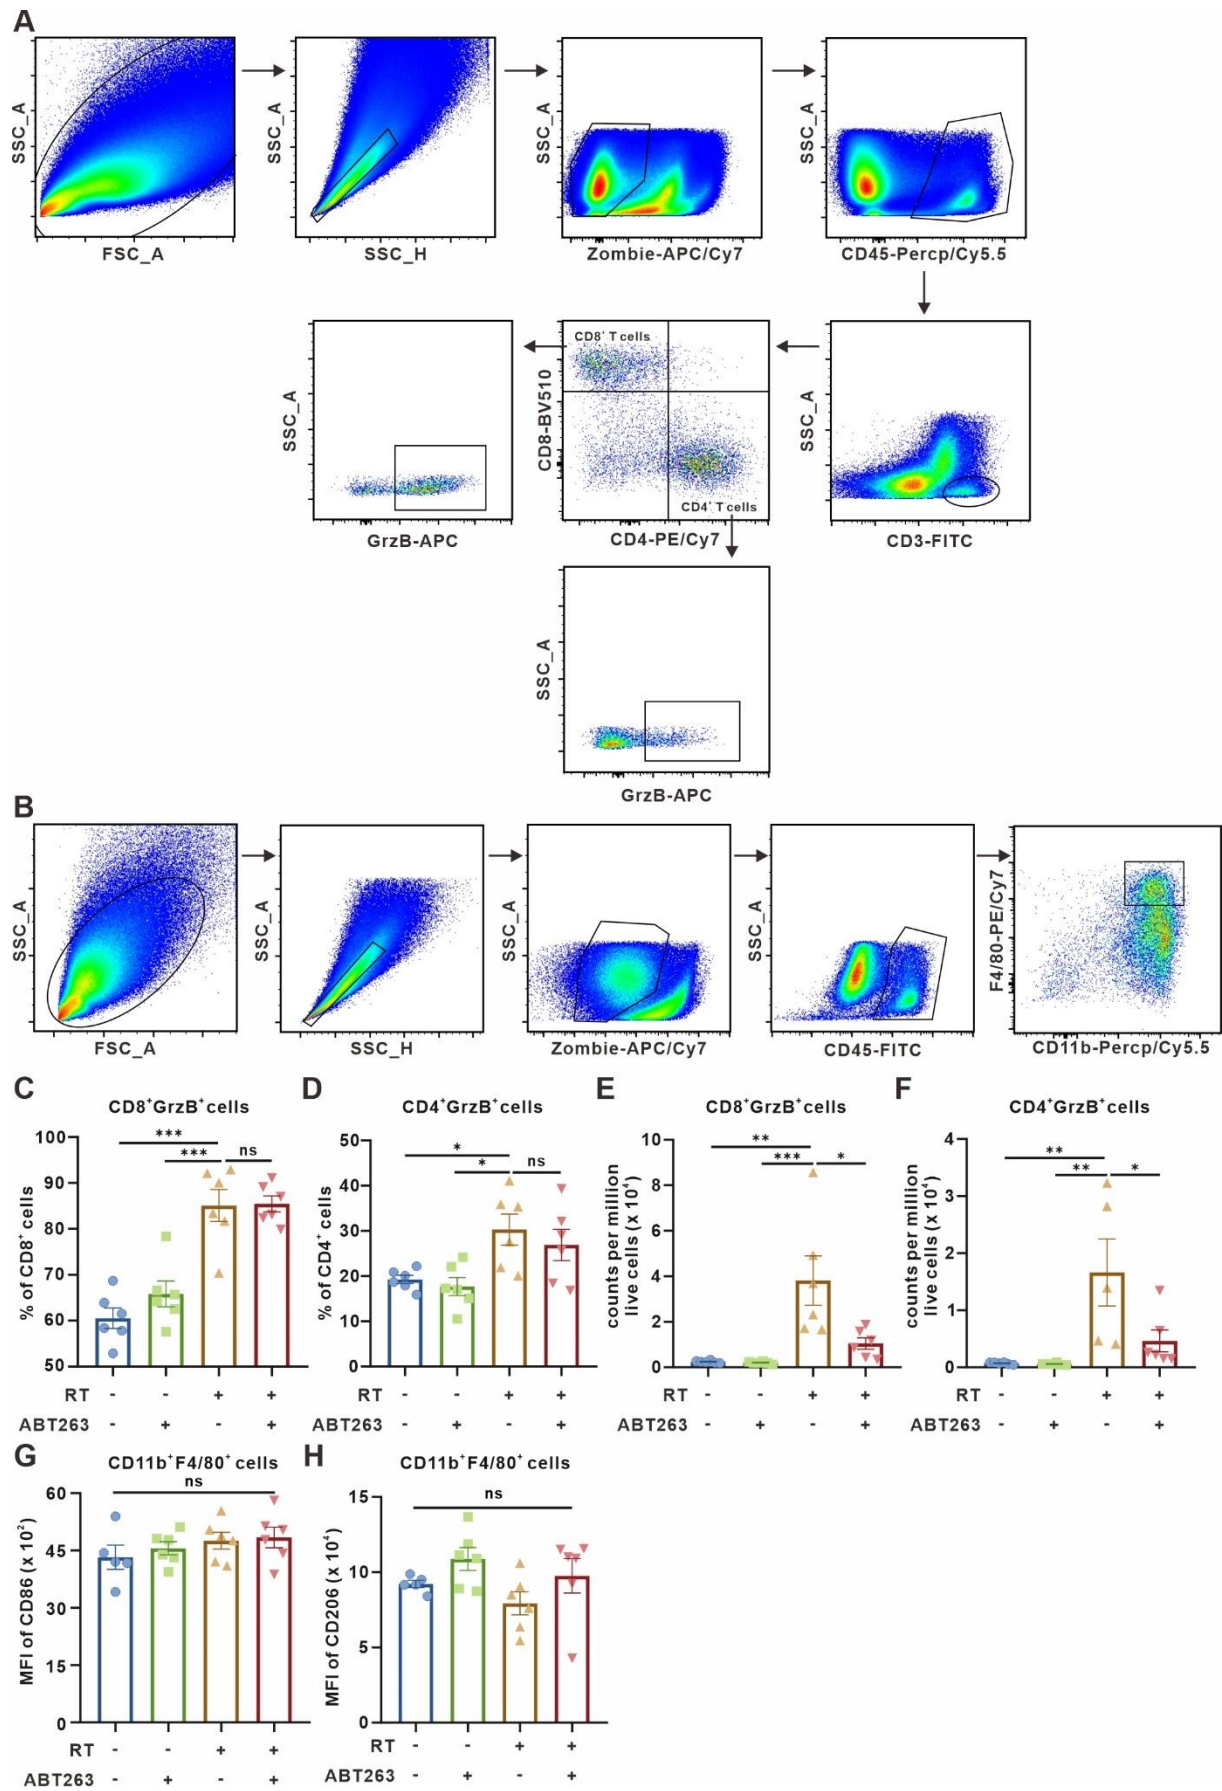 A
SSC_A
FSC_A
SSC_A
SSC_H
SSC_A
Zombie-APC/Cy7
SSC_A
CD45-Percp/Cy5.5
SSC_A
GrzB-APC
CD8⁺ T cells
CD8-BV510
CD4⁺ T cells
CD4-PE/Cy7
SSC_A
CD3-FITC
SSC_A
GrzB-APC
B
SSC_A
FSC_A
SSC_A
SSC_H
SSC_A
Zombie-APC/Cy7
SSC_A
CD45-FITC
F4/80-PE/Cy7
CD11b-Percp/Cy5.5
C
CD8⁺GrzB⁺cells
% of CD8⁺ cells
100
90
80
70
60
50
***
***
ns
RT - - + +
ABT263 - + - +
D
CD4⁺GrzB⁺cells
% of CD4⁺ cells
50
40
30
20
10
0
*
*
ns
- - + +
- + - +
E
CD8⁺GrzB⁺cells
counts per million
live cells (x 10⁴)
10
8
6
4
2
0
**
***
*
RT - - + +
ABT263 - + - +
F
CD4⁺GrzB⁺cells
counts per million
live cells (x 10⁴)
4
3
2
1
0
**
**
*
- - + +
- + - +
G
CD11b⁺F4/80⁺ cells
MFI of CD86 (x 10²)
60
45
30
15
0
ns
RT - - + +
ABT263 - + - +
H
CD11b⁺F4/80⁺ cells
MFI of CD206 (x 10⁴)
15
10
5
0
ns
- - + +
- + - +